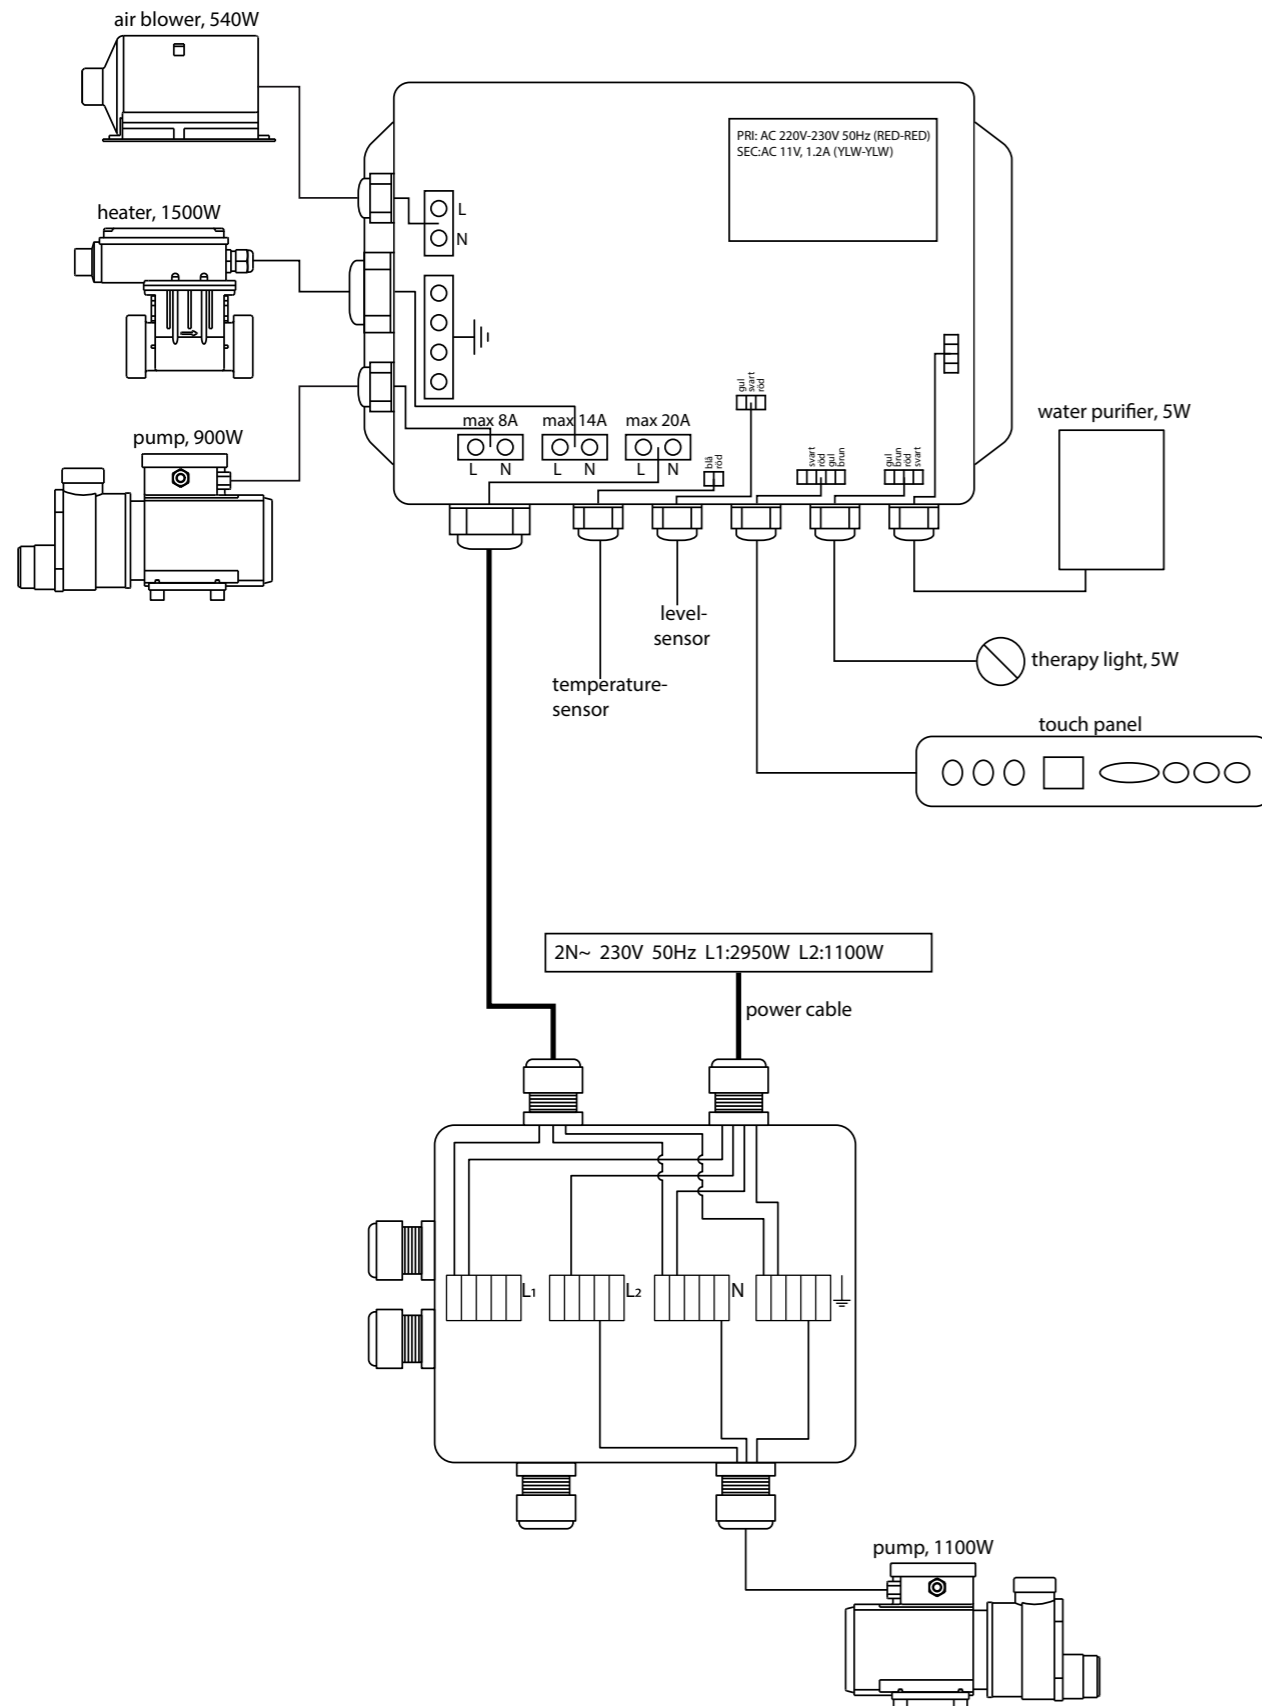 air blower, 540W
PRI: AC 220V-230V 50Hz (RED-RED)
SEC:AC 11V, 1.2A (YLW-YLW)
heater, 1500W
L
N
pump, 900W
max 8A
max 14A
max 20A
L N
L N
L N
blå
röd
gul
svart
röd
svart
röd
gul
brun
gul
brun
röd
svart
water purifier, 5W
level-
sensor
temperature-
sensor
therapy light, 5W
touch panel
2N~ 230V 50Hz L1:2950W L2:1100W
power cable
L1
L2
N
pump, 1100W